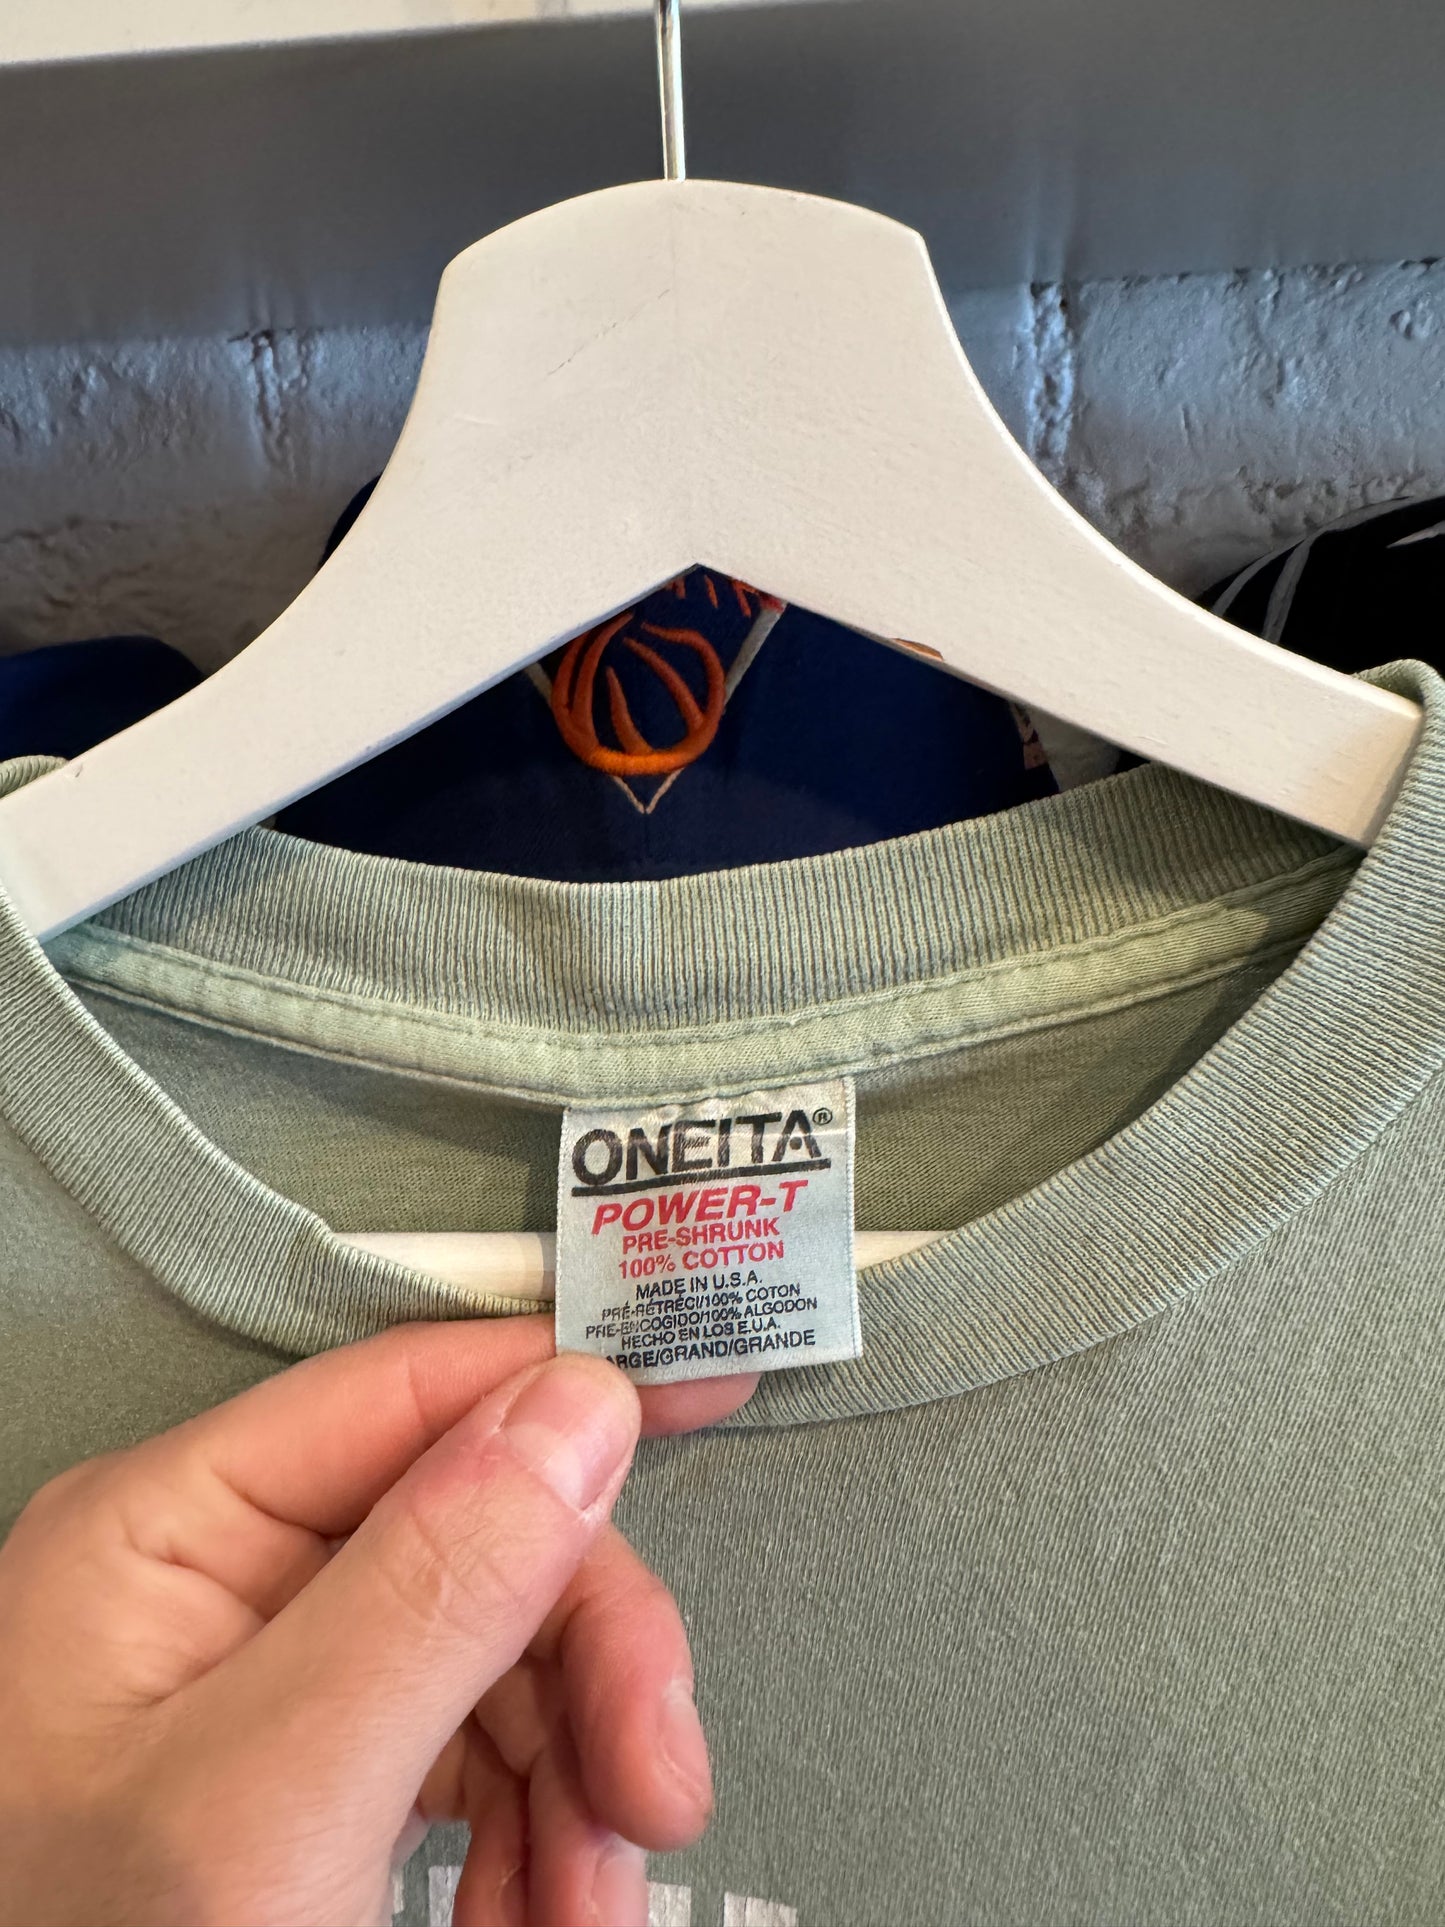 ONEITA®
POWER-T
PRE-SHRUNK
100% COTTON
MADE IN U.S.A.
PRÉ-RÉTRÉCI/100% COTON
PRE-ENCOGIDO/100% ALGODON
HECHO EN LOS E.U.A.
ARGE/GRAND/GRANDE